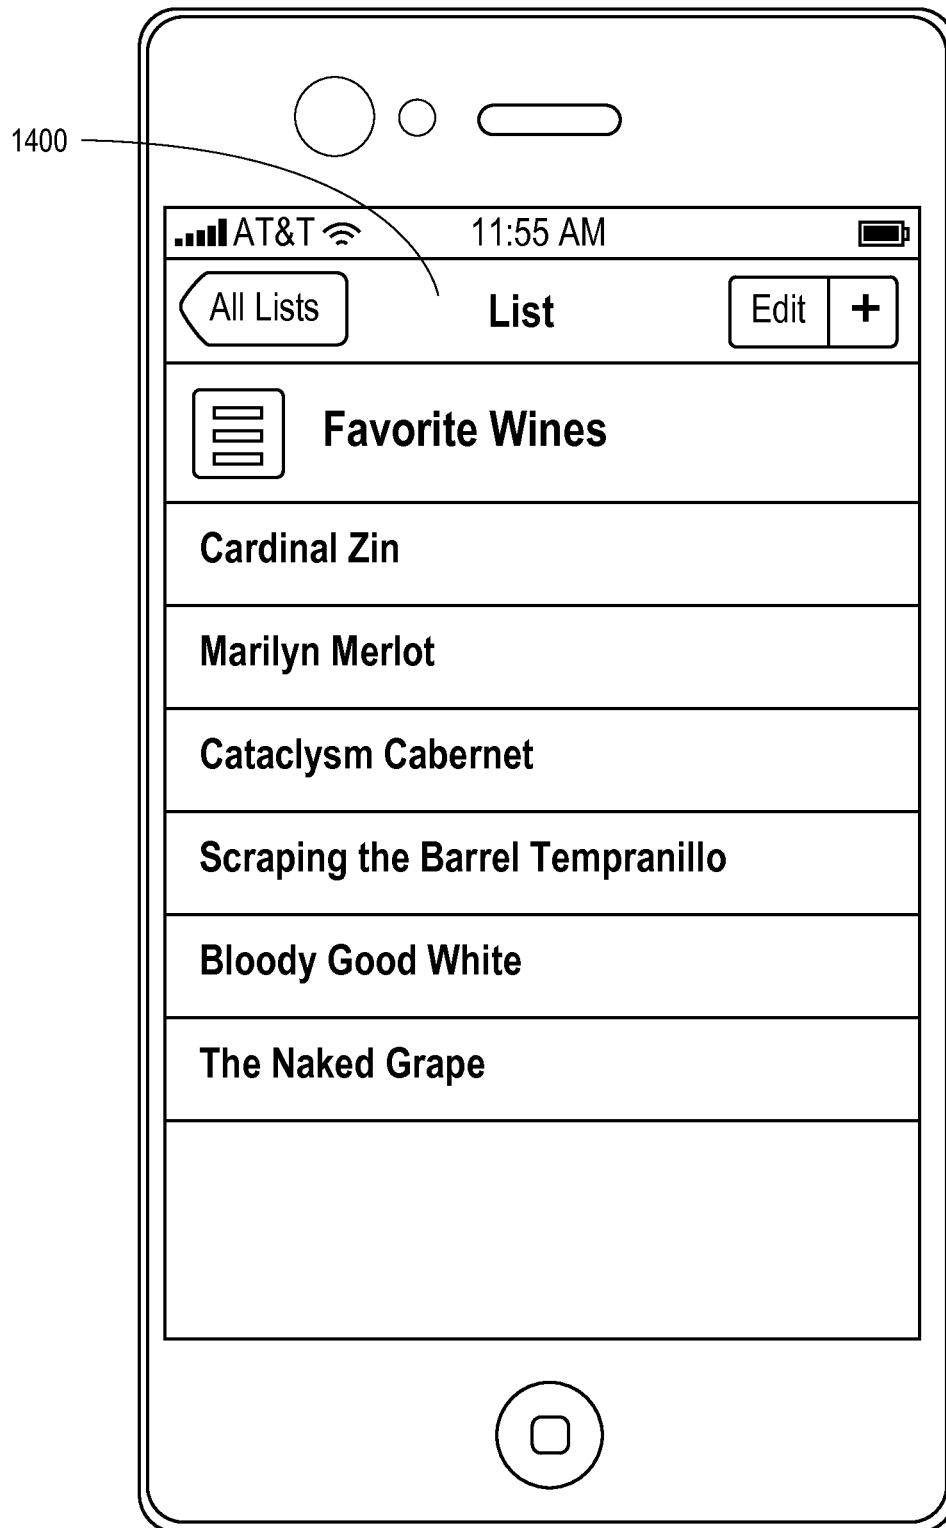 1400
AT&T 11:55 AM
All Lists List Edit +
Favorite Wines
Cardinal Zin
Marilyn Merlot
Cataclysm Cabernet
Scraping the Barrel Tempranillo
Bloody Good White
The Naked Grape